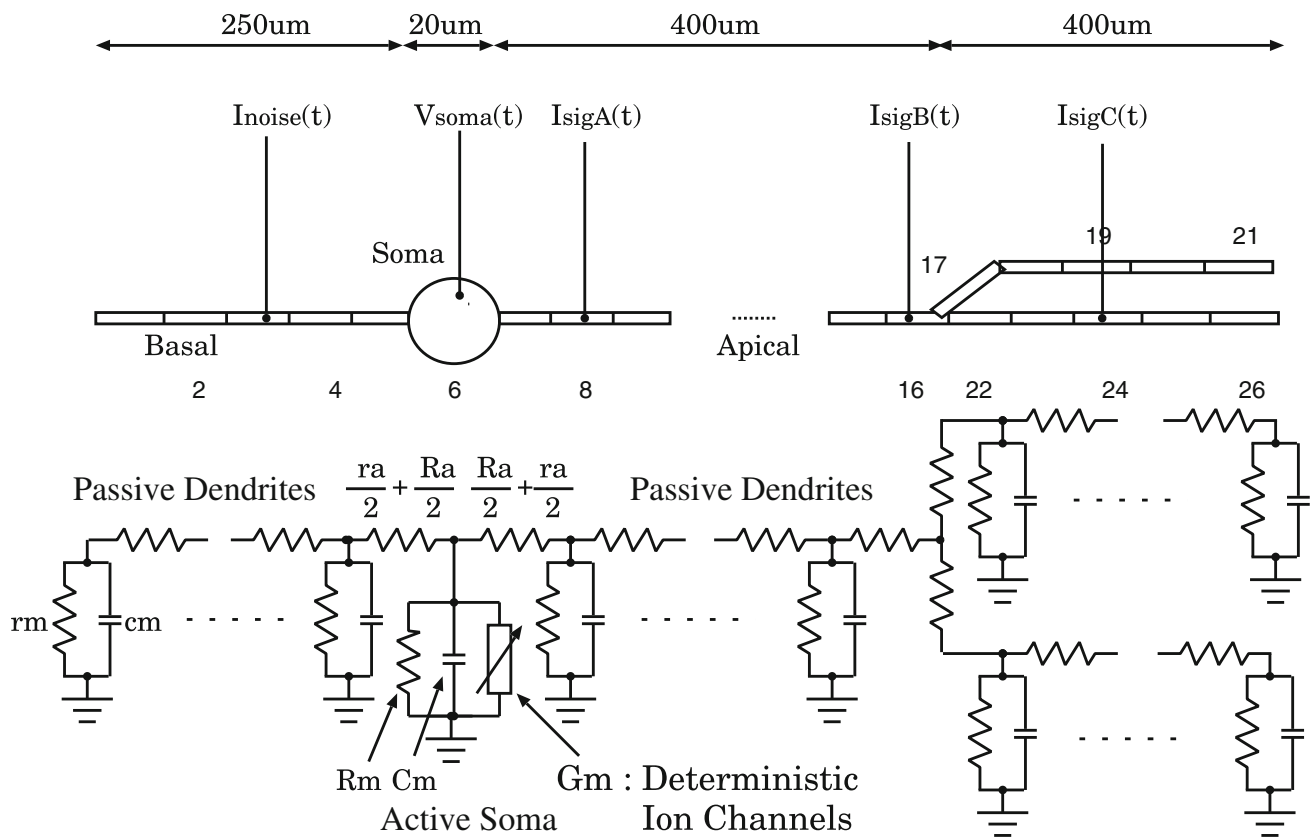 250um 20um 400um 400um
Inoise(t) Vsoma(t) IsigA(t) IsigB(t) IsigC(t)
Soma
17 19 21
Basal Apical
2 4 6 8 16 22 24 26
Passive Dendrites ra/2 + Ra/2 Ra/2 + ra/2 Passive Dendrites
rm cm
Rm Cm Gm : Deterministic
Active Soma Ion Channels